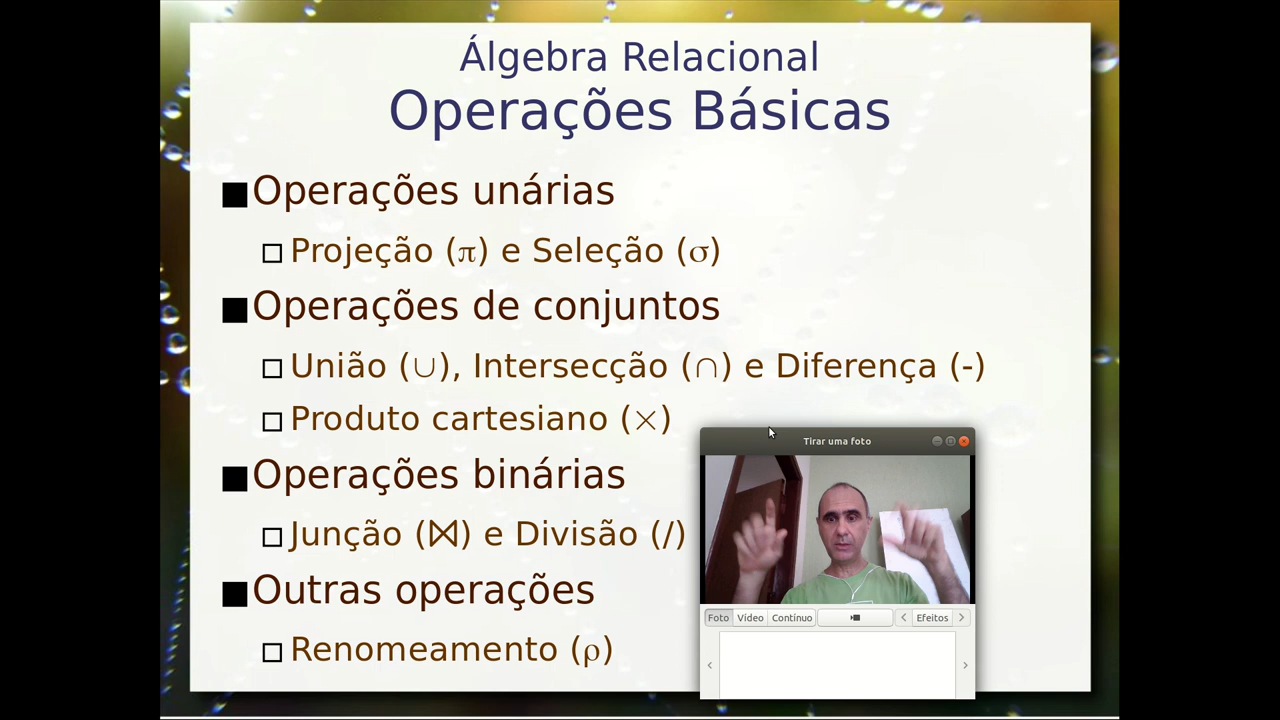 Álgebra Relacional
Operações Básicas
Operações unárias
Projeção (π) e Seleção (σ)
Operações de conjuntos
União (∪), Intersecção (∩) e Diferença (-)
Produto cartesiano (×)
Operações binárias
Junção (⋈) e Divisão (/)
Outras operações
Renomeamento (ρ)
Tirar uma foto
Foto Vídeo Contínuo Efeitos